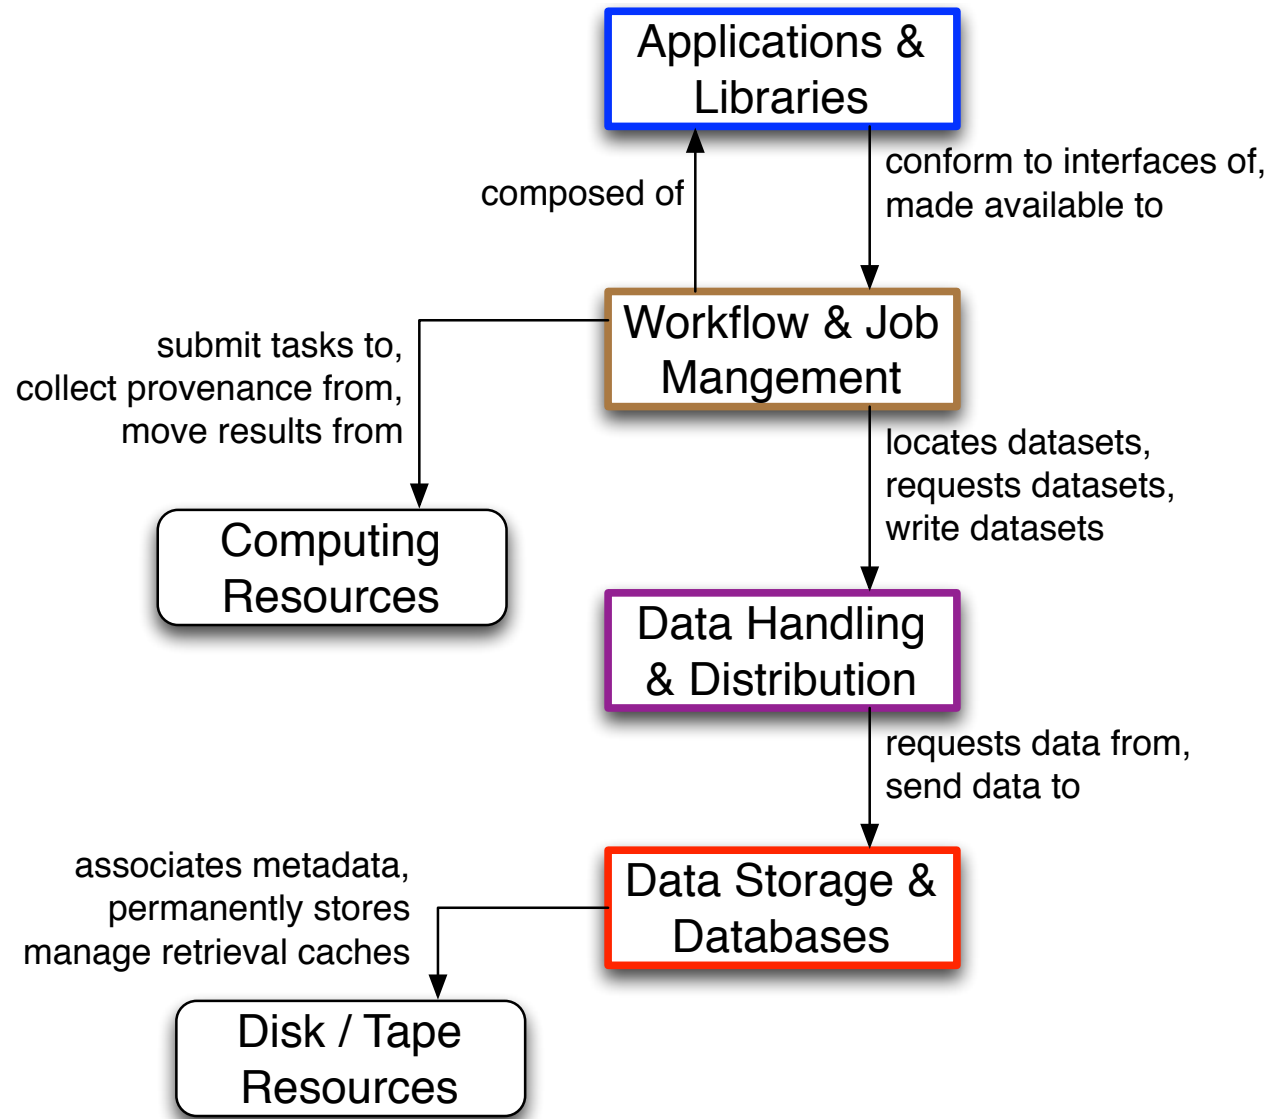 Applications &
Libraries
composed of
conform to interfaces of,
made available to
Workflow & Job
Mangement
submit tasks to,
collect provenance from,
move results from
locates datasets,
requests datasets,
write datasets
Computing
Resources
Data Handling
& Distribution
requests data from,
send data to
associates metadata,
permanently stores
manage retrieval caches
Data Storage &
Databases
Disk / Tape
Resources